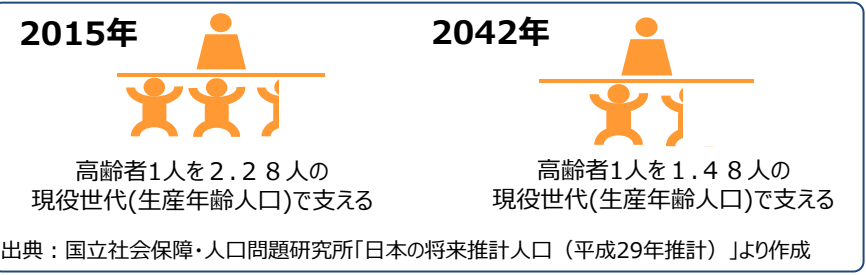 2015年
高齢者1人を２.２８人の
現役世代(生産年齢人口)で支える
2042年
高齢者1人を１.４８人の
現役世代(生産年齢人口)で支える
出典：国立社会保障・人口問題研究所「日本の将来推計人口（平成29年推計）」より作成